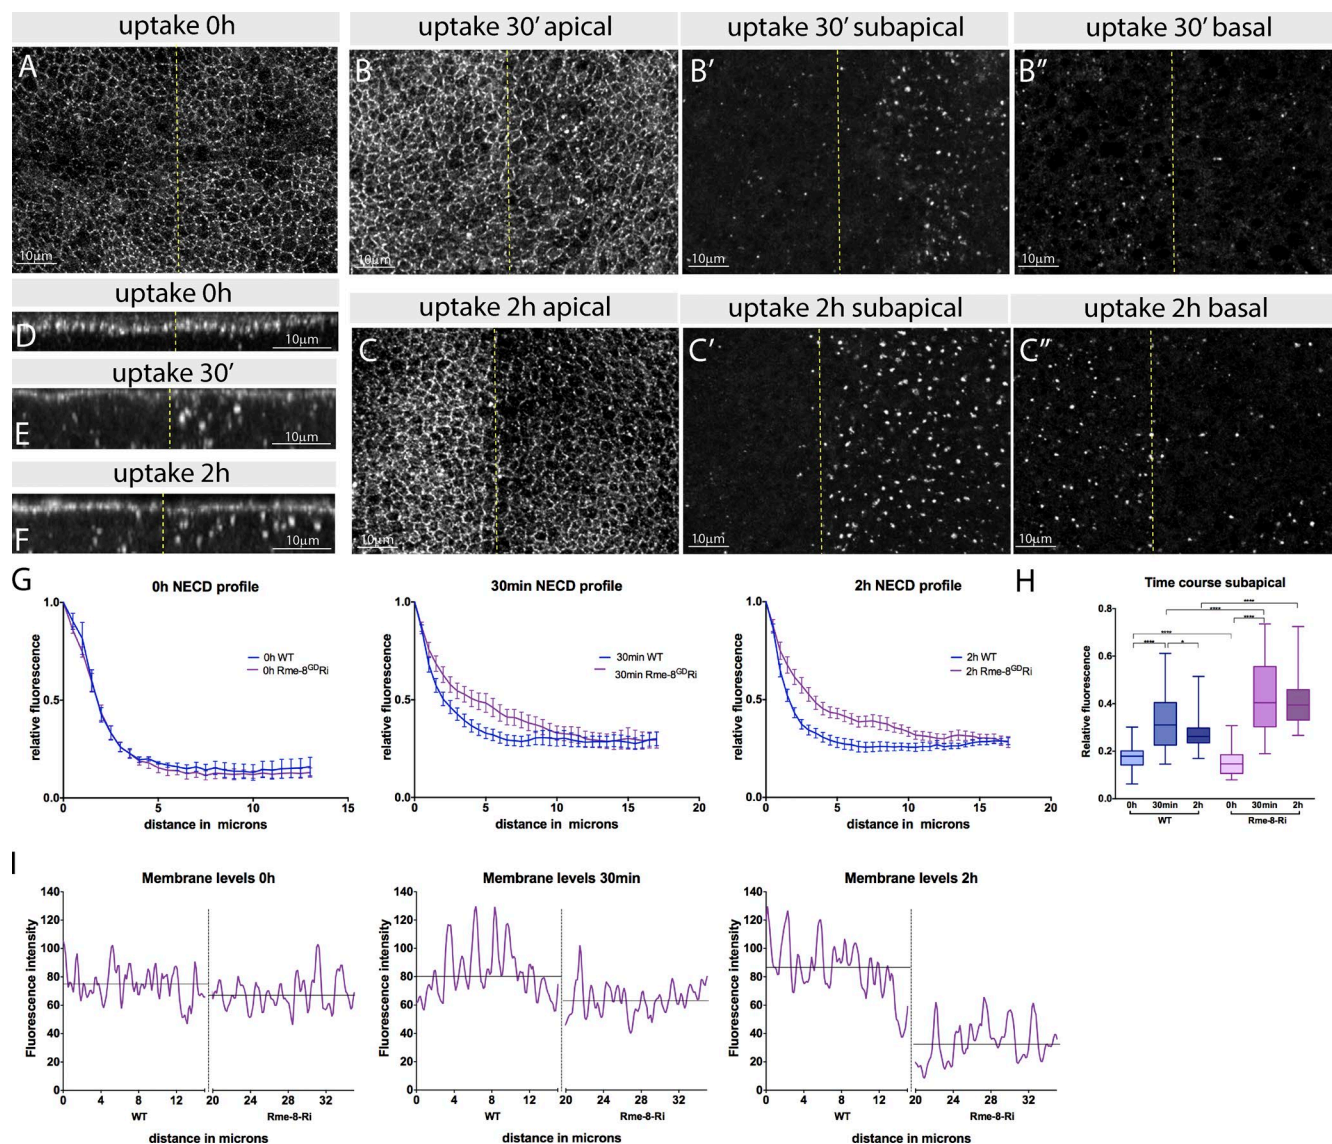 uptake 0h
uptake 30′ apical
uptake 30′ subapical
uptake 30′ basal
A
B
B′
B″
10μm
10μm
10μm
10μm
uptake 0h
D
10μm
uptake 2h apical
uptake 2h subapical
uptake 2h basal
C
C′
C″
10μm
10μm
10μm
uptake 30′
E
10μm
uptake 2h
F
10μm
G
0h NECD profile
relative fluorescence
1.0
0.5
0.0
0h WT
0h Rme-8GDRi
0
5
10
15
distance in microns
30min NECD profile
relative fluorescence
1.0
0.5
0.0
30min WT
30min Rme-8GDRi
0
5
10
15
20
distance in microns
2h NECD profile
relative fluorescence
1.0
0.5
0.0
2h WT
2h Rme-8GDRi
0
5
10
15
20
distance in microns
H
Time course subapical
Relative fluorescence
0.8
0.6
0.4
0.2
0.0
****
****
****
****
****
*
0h
30min
2h
0h
30min
2h
WT
Rme-8-Ri
I
Membrane levels 0h
Fluorescence intensity
140
120
100
80
60
40
20
0
0
4
8
12
20
28
32
WT
Rme-8-Ri
distance in microns
Membrane levels 30min
Fluorescence intensity
140
120
100
80
60
40
20
0
0
4
8
12
20
24
28
32
WT
Rme-8-Ri
distance in microns
Membrane levels 2h
Fluorescence intensity
140
120
100
80
60
40
20
0
0
4
8
12
20
24
28
32
WT
Rme-8-Ri
distance in microns